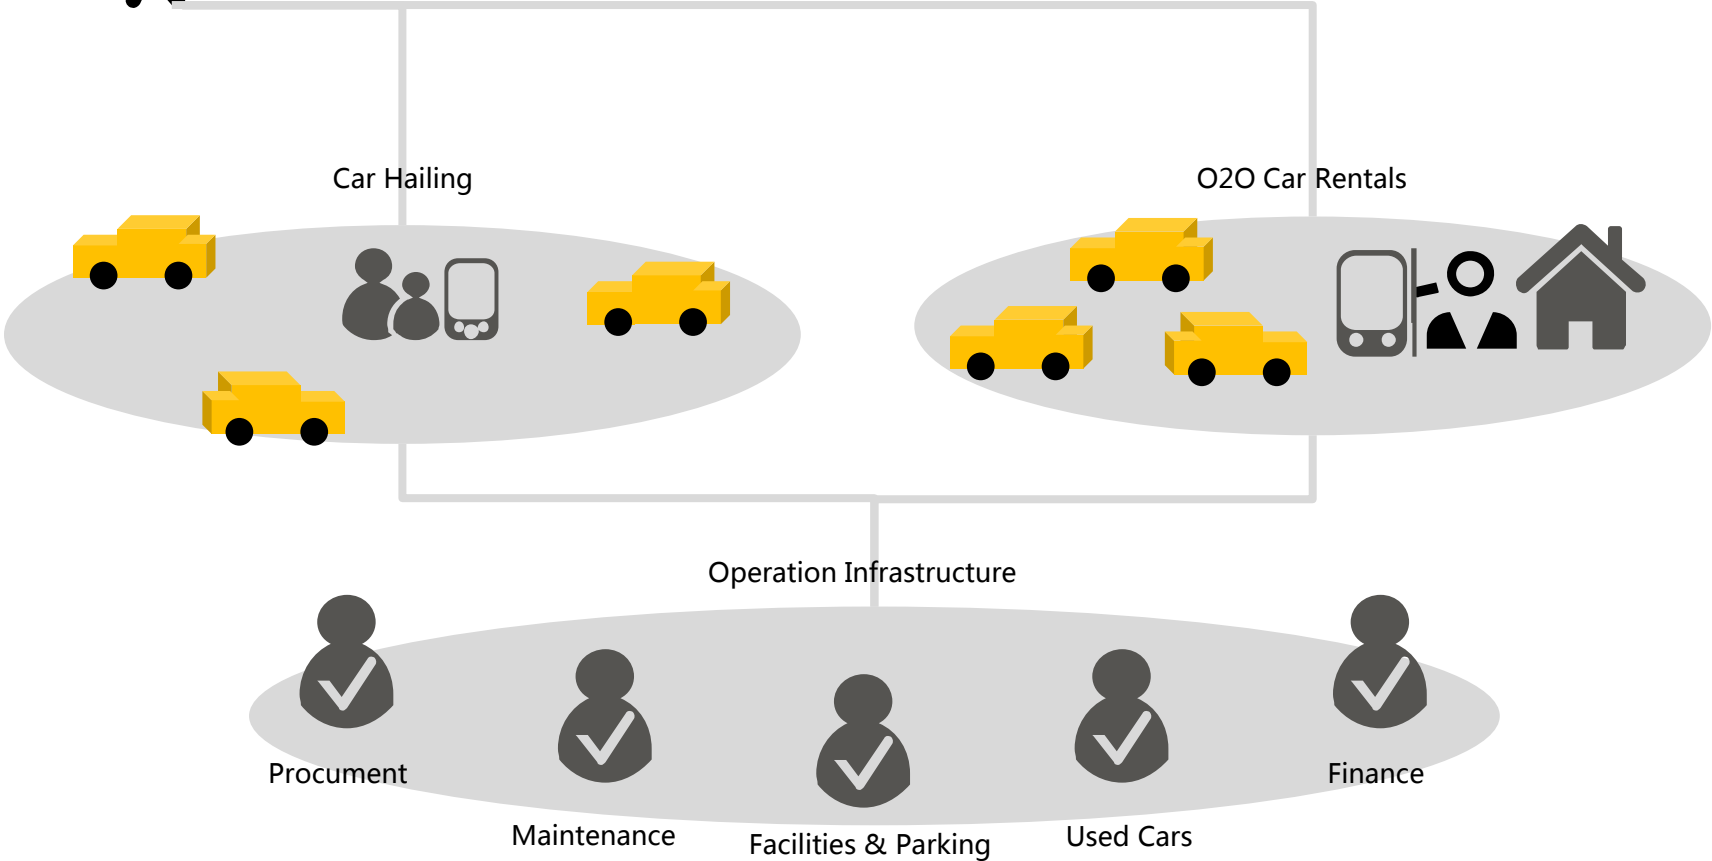 Car Hailing
O2O Car Rentals
Operation Infrastructure
Procument
Finance
Maintenance
Facilities & Parking
Used Cars